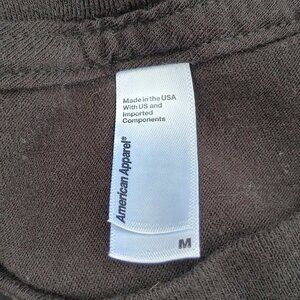 Made in the USA
With US and
Imported
Components
American Apparel®
M